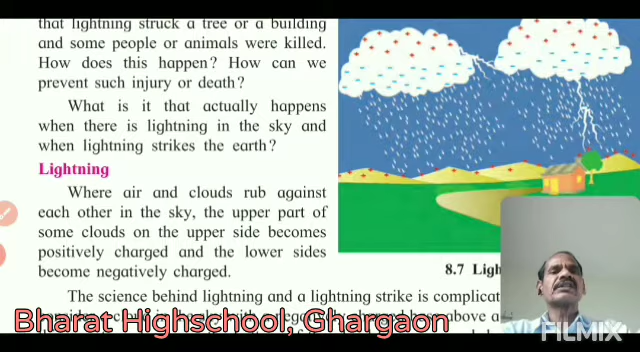 that lightning struck a tree or a building
and some people or animals were killed.
How does this happen? How can we
prevent such injury or death?
What is it that actually happens
when there is lightning in the sky and
when lightning strikes the earth?
Lightning
Where air and clouds rub against
each other in the sky, the upper part of
some clouds on the upper side becomes
positively charged and the lower sides
become negatively charged.
8.7 Ligh
The science behind lightning and a lightning strike is complicat
Bharat Highschool, Ghargaon
FILMIX